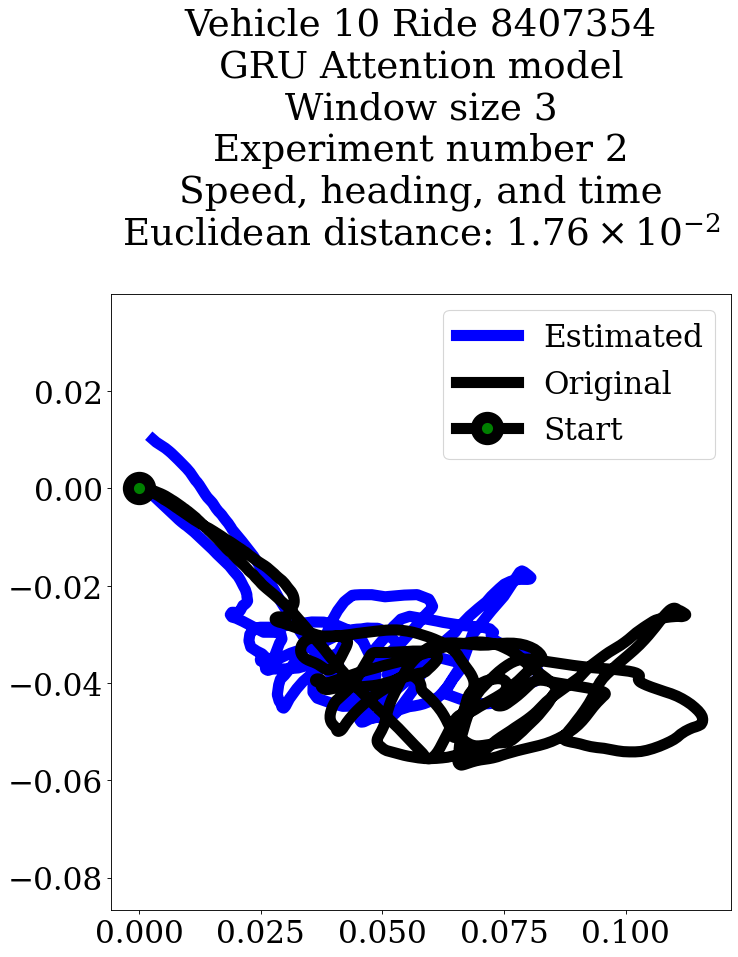 Vehicle 10 Ride 8407354
GRU Attention model
Window size 3
Experiment number 2
Speed, heading, and time
Euclidean distance: 1.76 × 10⁻²
Estimated
Original
Start
0.02
0.00
−0.02
−0.04
−0.06
−0.08
0.000 0.025 0.050 0.075 0.100